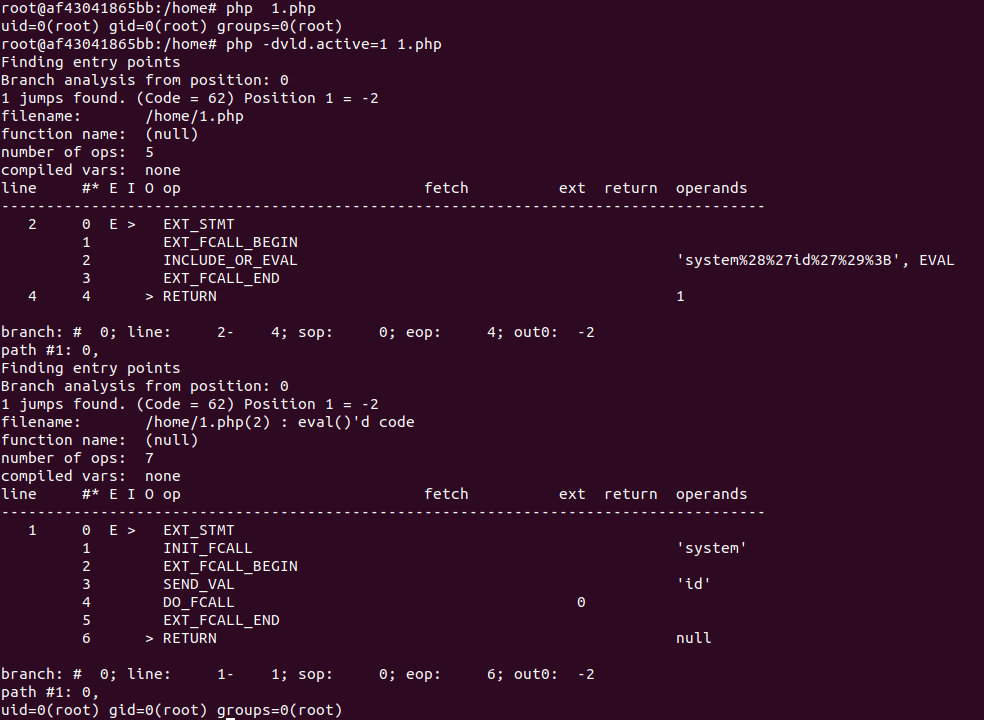 root@af43041865bb:/home# php  1.php
uid=0(root) gid=0(root) groups=0(root)
root@af43041865bb:/home# php -dvld.active=1 1.php
Finding entry points
Branch analysis from position: 0
1 jumps found. (Code = 62) Position 1 = -2
filename:       /home/1.php
function name:  (null)
number of ops:  5
compiled vars:  none
line     #* E I O op                           fetch          ext  return  operands
-------------------------------------------------------------------------------------
   2     0  E >   EXT_STMT
         1        EXT_FCALL_BEGIN
         2        INCLUDE_OR_EVAL                                          'system%28%27id%27%29%3B', EVAL
         3        EXT_FCALL_END
   4     4      > RETURN                                                   1
branch: #  0; line:     2-    4; sop:     0; eop:     4; out0:  -2
path #1: 0,
Finding entry points
Branch analysis from position: 0
1 jumps found. (Code = 62) Position 1 = -2
filename:       /home/1.php(2) : eval()'d code
function name:  (null)
number of ops:  7
compiled vars:  none
line     #* E I O op                           fetch          ext  return  operands
-------------------------------------------------------------------------------------
   1     0  E >   EXT_STMT
         1        INIT_FCALL                                               'system'
         2        EXT_FCALL_BEGIN
         3        SEND_VAL                                                 'id'
         4        DO_FCALL                                      0
         5        EXT_FCALL_END
         6      > RETURN                                                   null
branch: #  0; line:     1-    1; sop:     0; eop:     6; out0:  -2
path #1: 0,
uid=0(root) gid=0(root) groups=0(root)